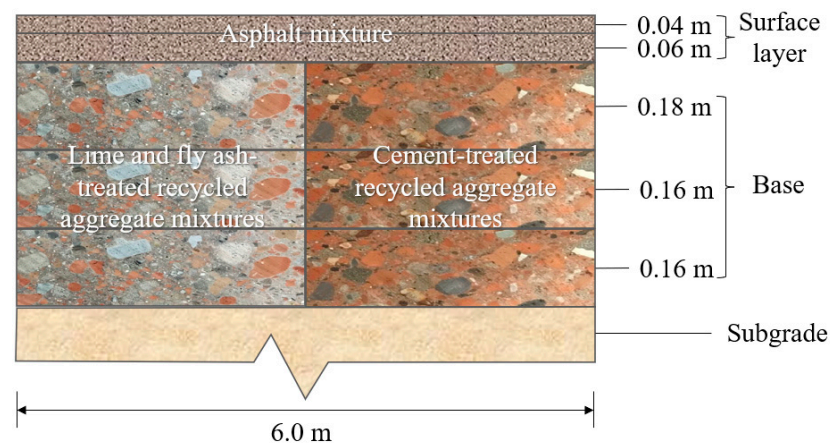 Asphalt mixture
0.04 m
0.06 m
Surface
layer
0.18 m
Lime and fly ash-
treated recycled
aggregate mixtures
Cement-treated
recycled aggregate
mixtures
0.16 m
Base
0.16 m
Subgrade
6.0 m